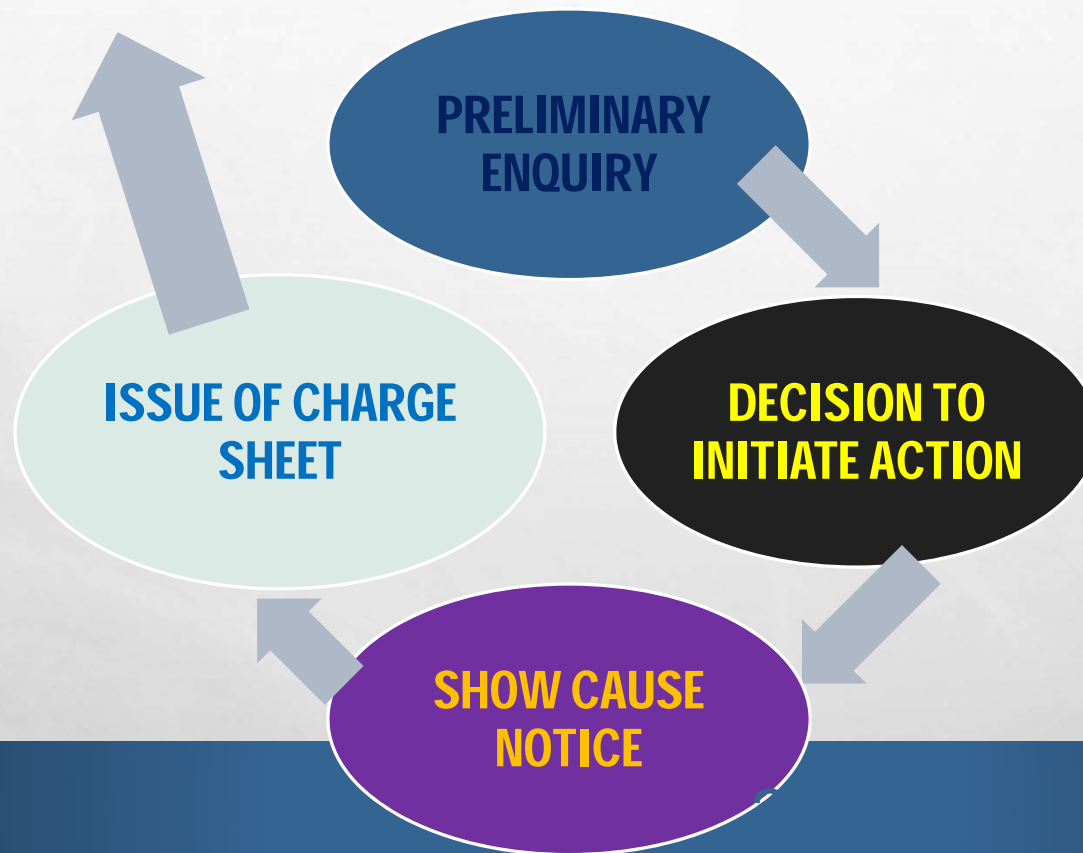 PRELIMINARY
ENQUIRY
DECISION TO
INITIATE ACTION
SHOW CAUSE
NOTICE
ISSUE OF CHARGE
SHEET